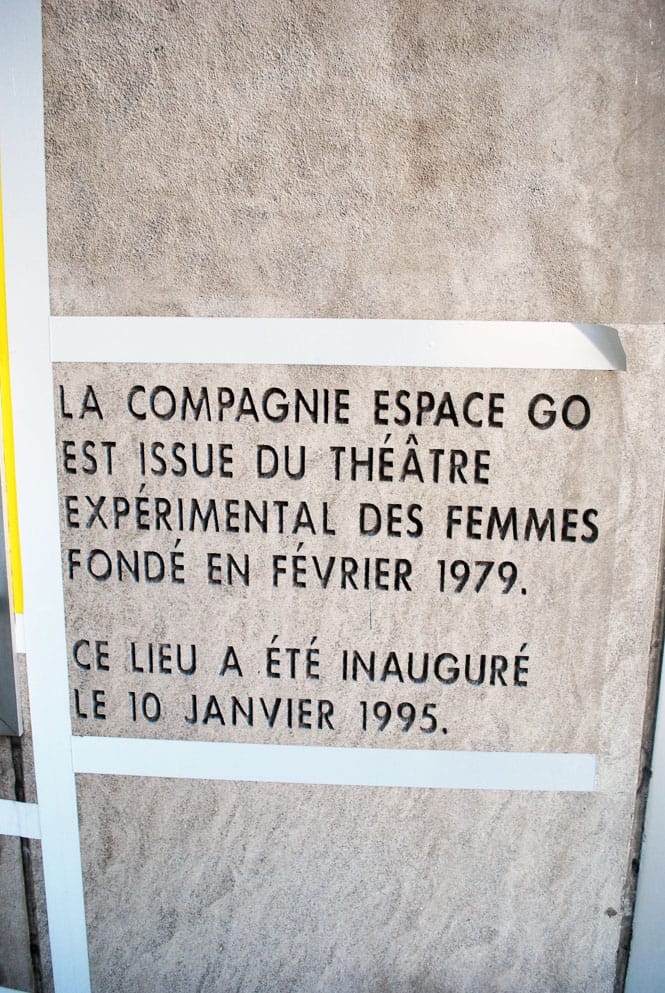 LA COMPAGNIE ESPACE GO
EST ISSUE DU THÉÂTRE
EXPÉRIMENTAL DES FEMMES
FONDÉ EN FÉVRIER 1979.
CE LIEU A ÉTÉ INAUGURÉ
LE 10 JANVIER 1995.